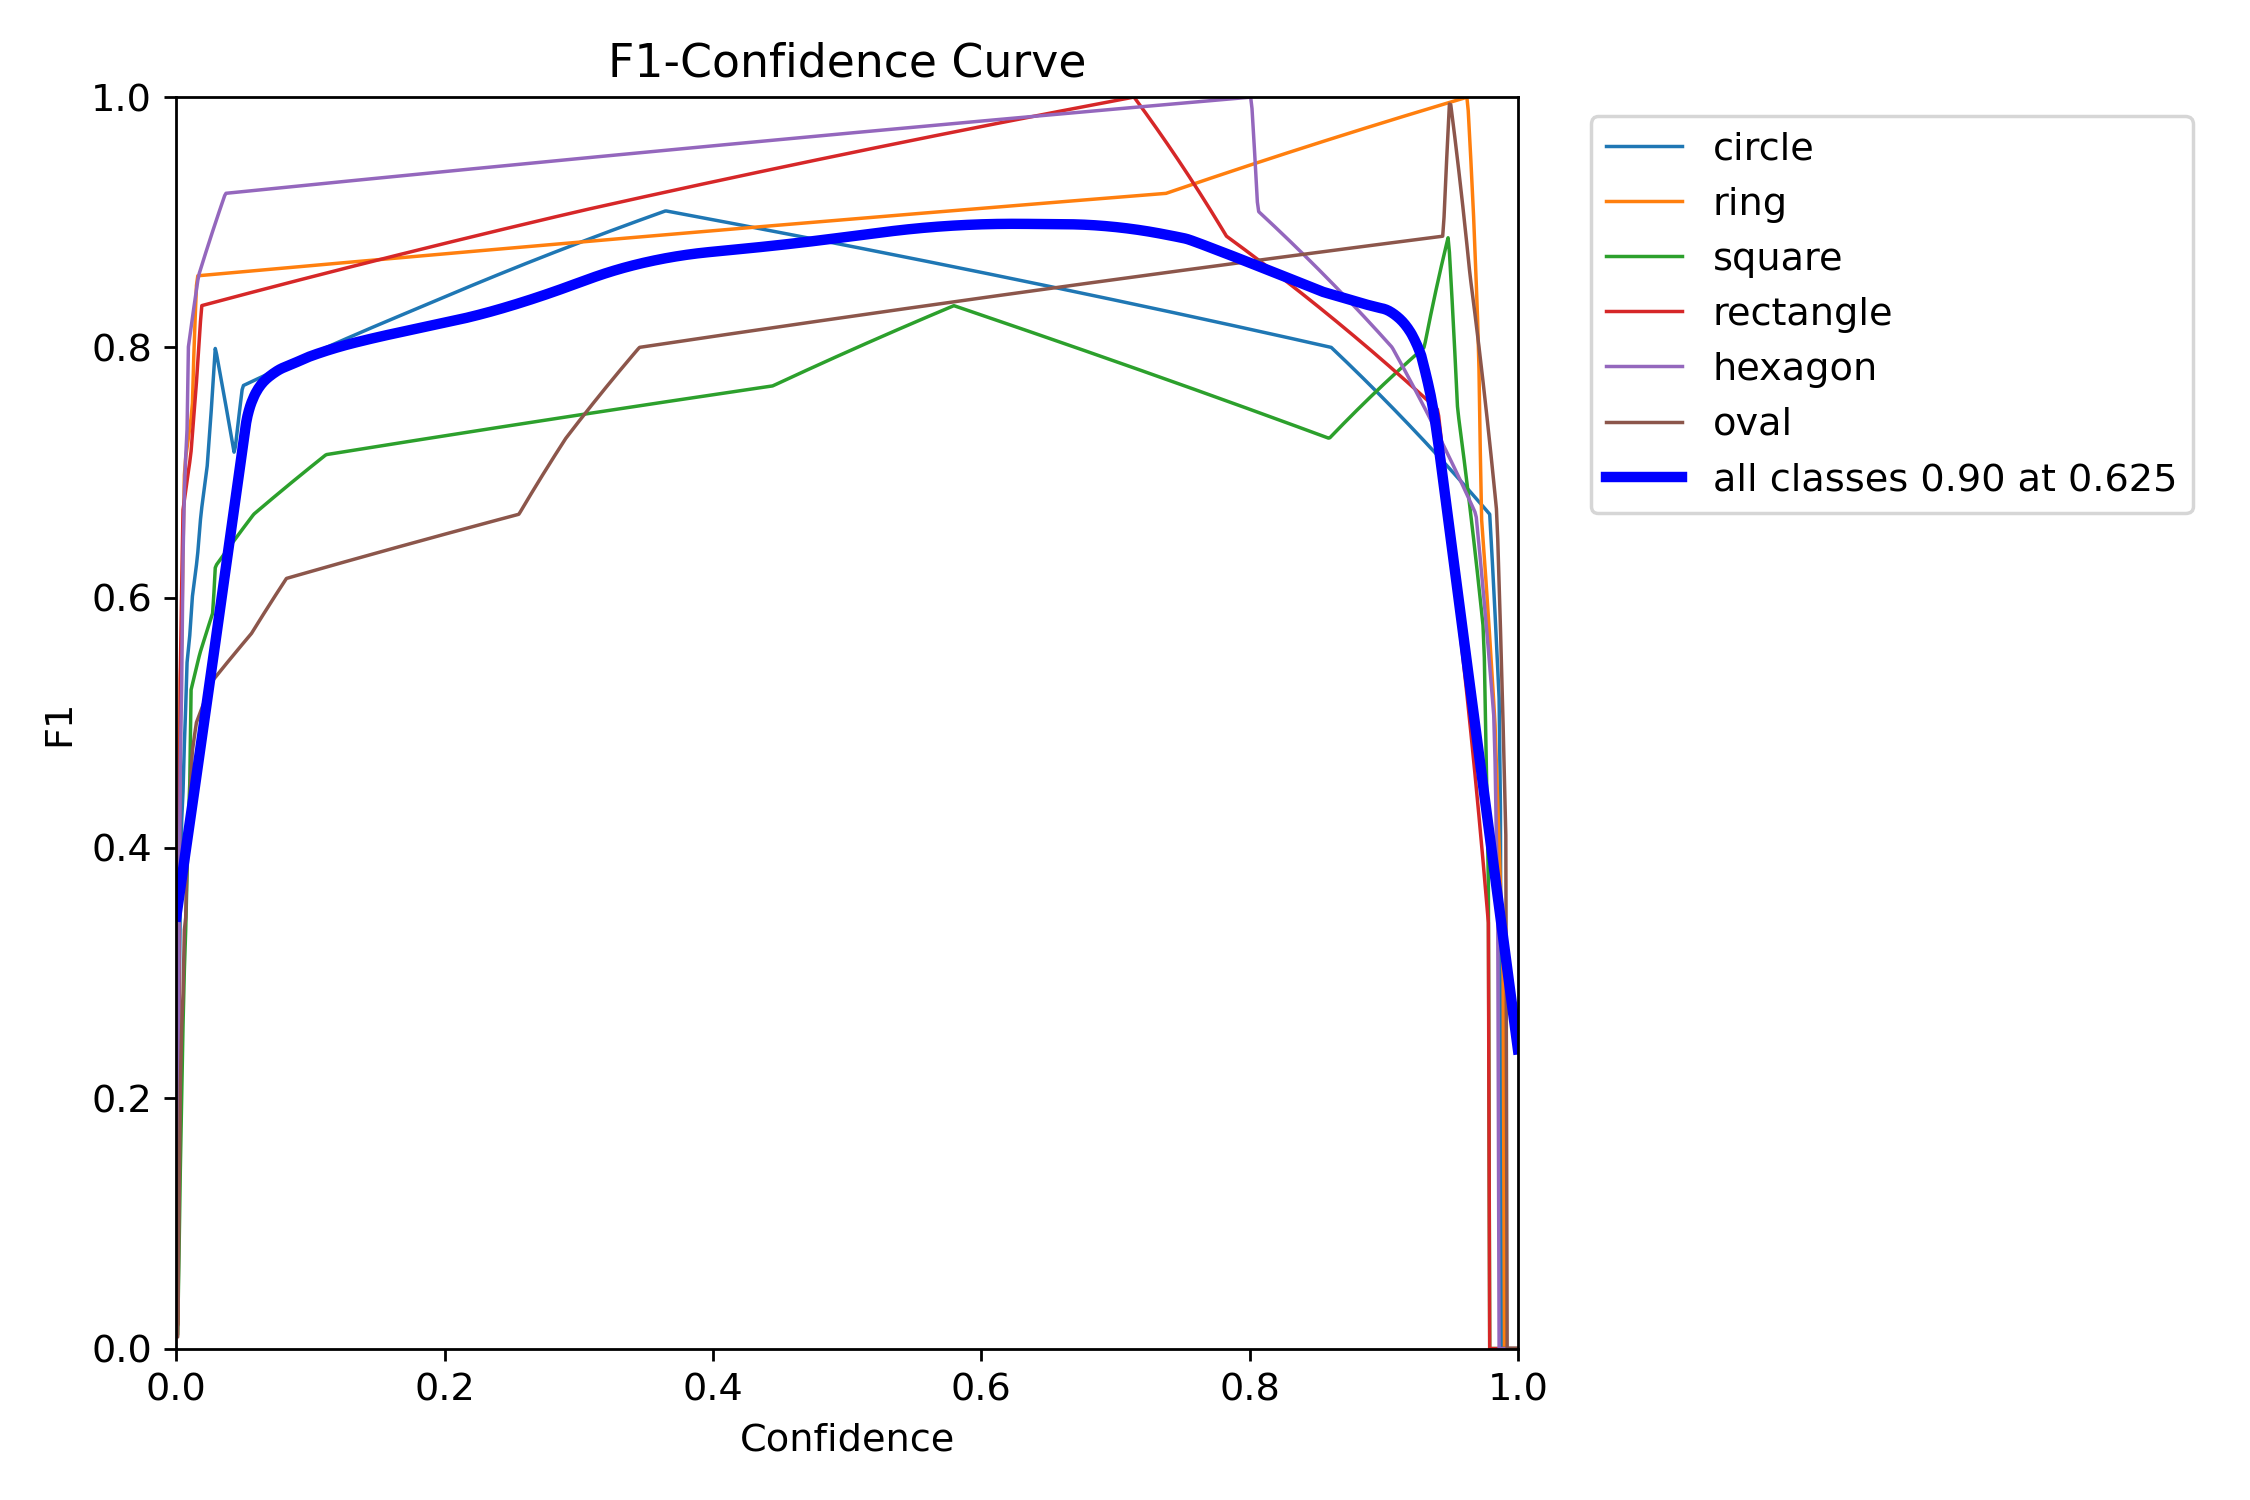 F1-Confidence Curve
1.0
0.8
0.6
0.4
0.2
0.0
F1
0.0 0.2 0.4 0.6 0.8 1.0
Confidence
circle
ring
square
rectangle
hexagon
oval
all classes 0.90 at 0.625